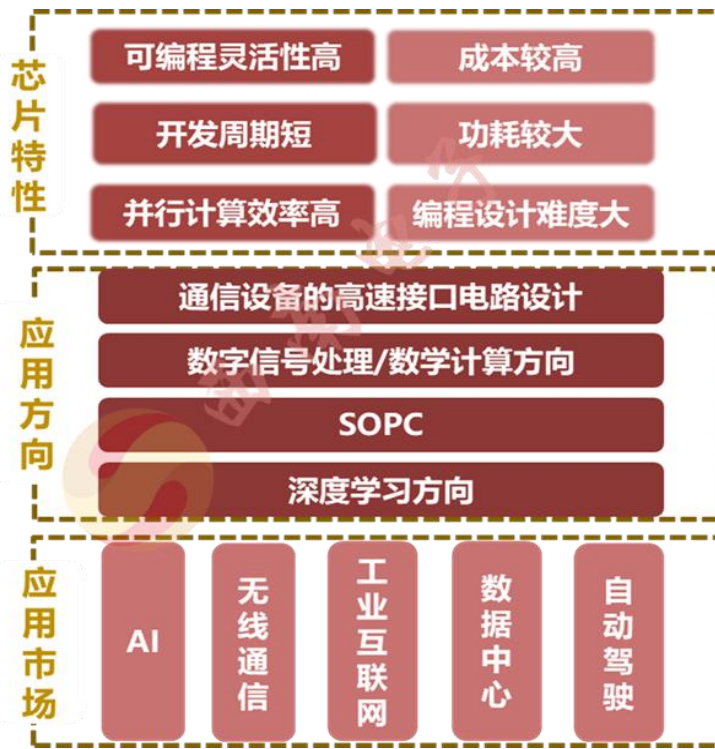 芯片特性
可编程灵活性高
成本较高
开发周期短
功耗较大
并行计算效率高
编程设计难度大
应用方向
通信设备的高速接口电路设计
数字信号处理/数学计算方向
SOPC
深度学习方向
应用市场
AI
无线通信
工业互联网
数据中心
自动驾驶
西南电子